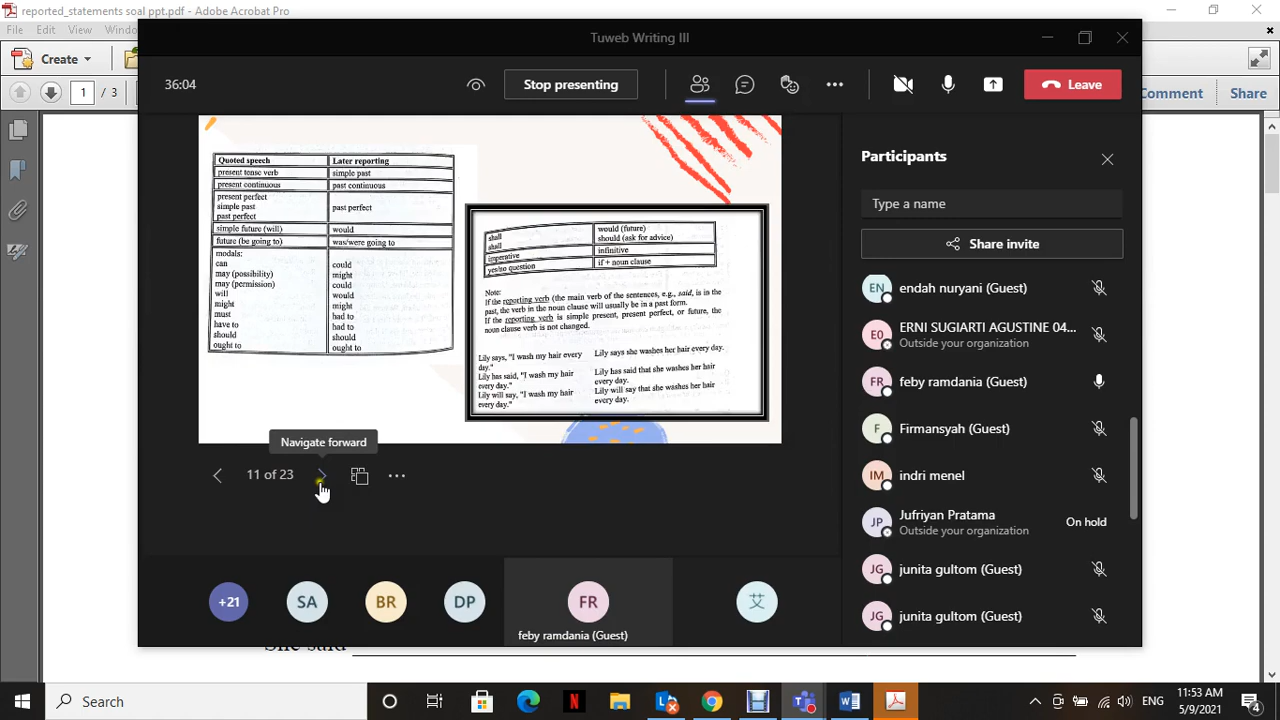 reported_statements soal ppt.pdf - Adobe Acrobat Pro
File Edit View Windo
Create
1 / 3
Comment Share
Tuweb Writing III
36:04
Stop presenting
Leave
Quoted speech Later reporting
present tense verb simple past
present continuous past continuous
present perfect
simple past past perfect
past perfect
simple future (will) would
future (be going to) was/were going to
modals:
can could
may (possibility) might
may (permission) could
will would
might might
must had to
have to had to
should should
ought to ought to
shall would (future)
shall should (ask for advice)
imperative infinitive
yes/no question if + noun clause
Note:
If the reporting verb (the main verb of the sentences, e.g., said, is in the
past, the verb in the noun clause will usually be in a past form.
If the reporting verb is simple present, present perfect, or future, the
noun clause verb is not changed.
Lily says, "I wash my hair every Lily says she washes her hair every day.
day."
Lily has said, "I wash my hair Lily has said that she washes her hair
every day." every day.
Lily will say, "I wash my hair Lily will say that she washes her hair
every day." every day.
Navigate forward
11 of 23
Participants
Type a name
Share invite
EN endah nuryani (Guest)
E0 ERNI SUGIARTI AGUSTINE 04...
Outside your organization
FR feby ramdania (Guest)
F Firmansyah (Guest)
IM indri menel
JP Jufriyan Pratama On hold
Outside your organization
JG junita gultom (Guest)
JG junita gultom (Guest)
+21 SA BR DP FR 艾
feby ramdania (Guest)
She said
Search
ENG
11:53 AM
5/9/2021
4